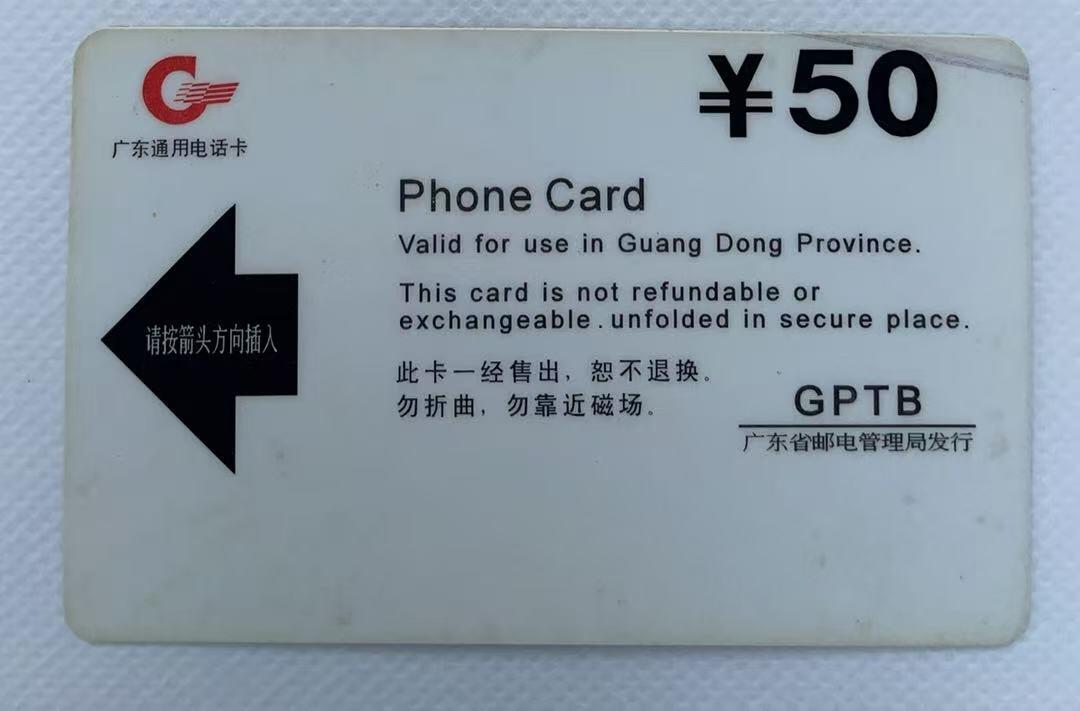 ¥50
广东通用电话卡
Phone Card
Valid for use in Guang Dong Province.
This card is not refundable or
exchangeable.unfolded in secure place.
请按箭头方向插入
此卡一经售出，恕不退换。
勿折曲，勿靠近磁场。
GPTB
广东省邮电管理局发行